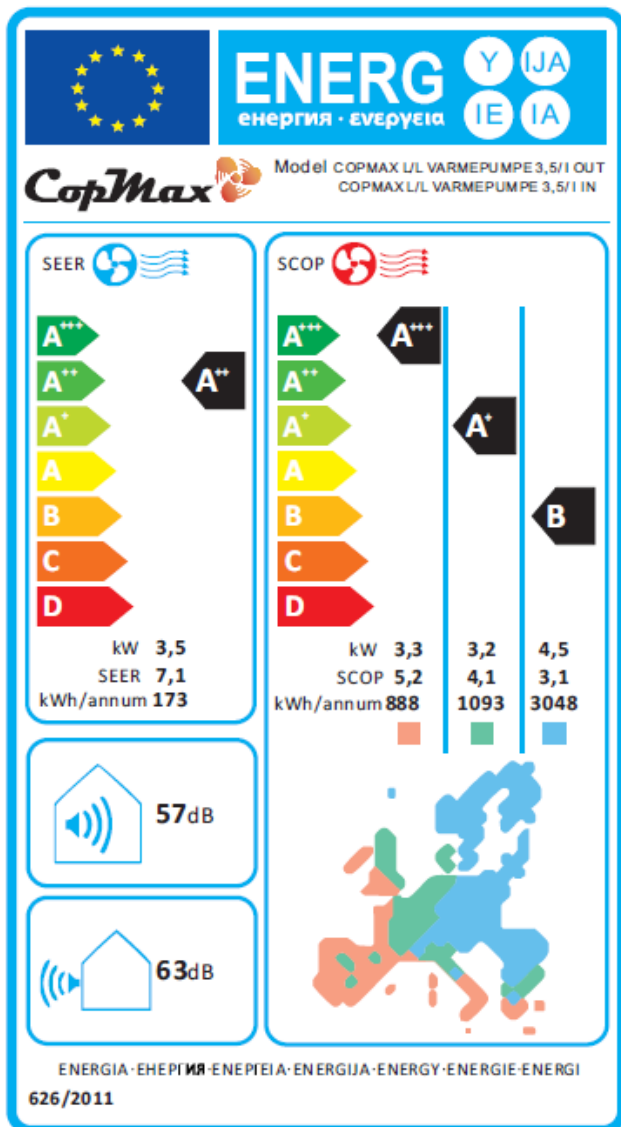 ENERG
енергия · ενεργεια
Y IJA
IE IA
CopMax
Model COPMAX L/L VARMEPUMPE 3,5/I OUT
COPMAX L/L VARMEPUMPE 3,5/I IN
SEER
A+++
A++
A+
A
B
C
D
A++
kW 3,5
SEER 7,1
kWh/annum 173
SCOP
A+++
A++
A+
A
B
C
D
A+++
A+
B
kW 3,3 3,2 4,5
SCOP 5,2 4,1 3,1
kWh/annum 888 1093 3048
57dB
63dB
ENERGIA·ЕНЕРГИЯ·ΕΝΕΡΓΕΙΑ·ENERGIJA·ENERGY·ENERGIE·ENERGI
626/2011